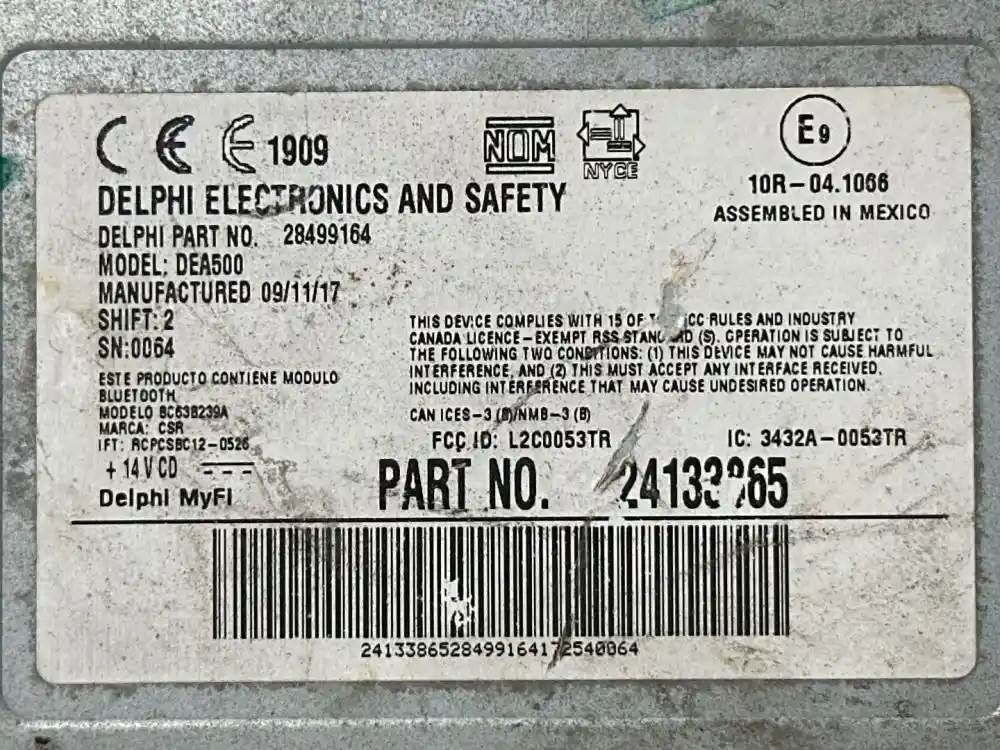 CE CE 1909
NOM
NYCE
E9
10R-04.1066
ASSEMBLED IN MEXICO
DELPHI ELECTRONICS AND SAFETY
DELPHI PART NO. 28499164
MODEL: DEA500
MANUFACTURED 09/11/17
SHIFT: 2
SN:0064
ESTE PRODUCTO CONTIENE MODULO
BLUETOOTH
MODELO BC63B239A
MARCA: CSR
IFT: RCPCSBC12-0526
+ 14 V CD
Delphi MyFi
THIS DEVICE COMPLIES WITH 15 OF RULES AND INDUSTRY
CANADA LICENCE-EXEMPT RSS (S). OPERATION IS SUBJECT TO
THE FOLLOWING TWO CONDITIONS: (1) THIS DEVICE MAY NOT CAUSE HARMFUL
INTERFERENCE, AND (2) THIS MUST ACCEPT ANY INTERFACE RECEIVED,
INCLUDING INTERFERENCE THAT MAY CAUSE UNDESIRED OPERATION.
CAN ICES-3 (B)/NMB-3 (B)
FCC ID: L2C0053TR
IC: 3432A-0053TR
PART NO.
2413386528499164172540064